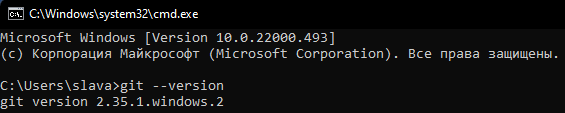 C:\Windows\system32\cmd.exe
Microsoft Windows [Version 10.0.22000.493]
(c) Корпорация Майкрософт (Microsoft Corporation). Все права защищены.
C:\Users\slava>git --version
git version 2.35.1.windows.2